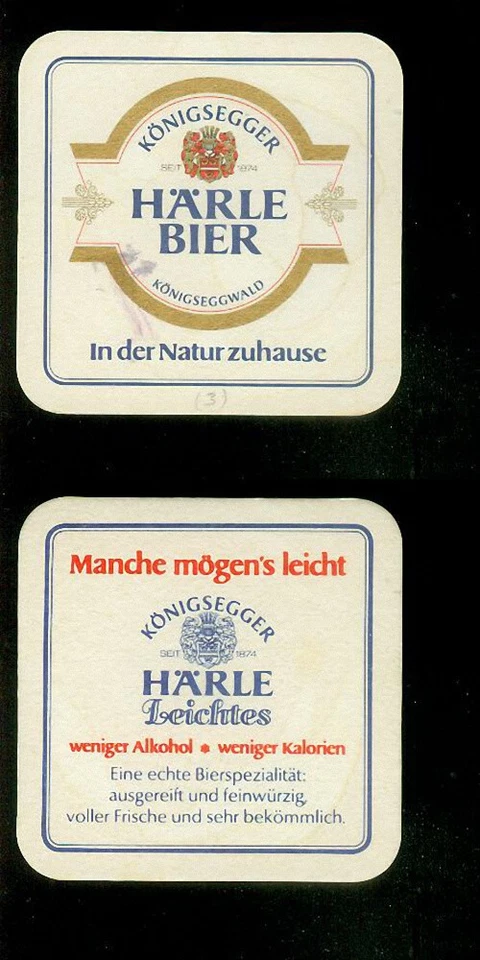 KÖNIGSEGGER
SEIT 1874
HÄRLE
BIER
KÖNIGSEGGWALD
In der Natur zuhause
(3)
Manche mögen's leicht
KÖNIGSEGGER
SEIT 1874
HÄRLE
Leichtes
weniger Alkohol * weniger Kalorien
Eine echte Bierspezialität:
ausgereift und feinwürzig,
voller Frische und sehr bekömmlich.